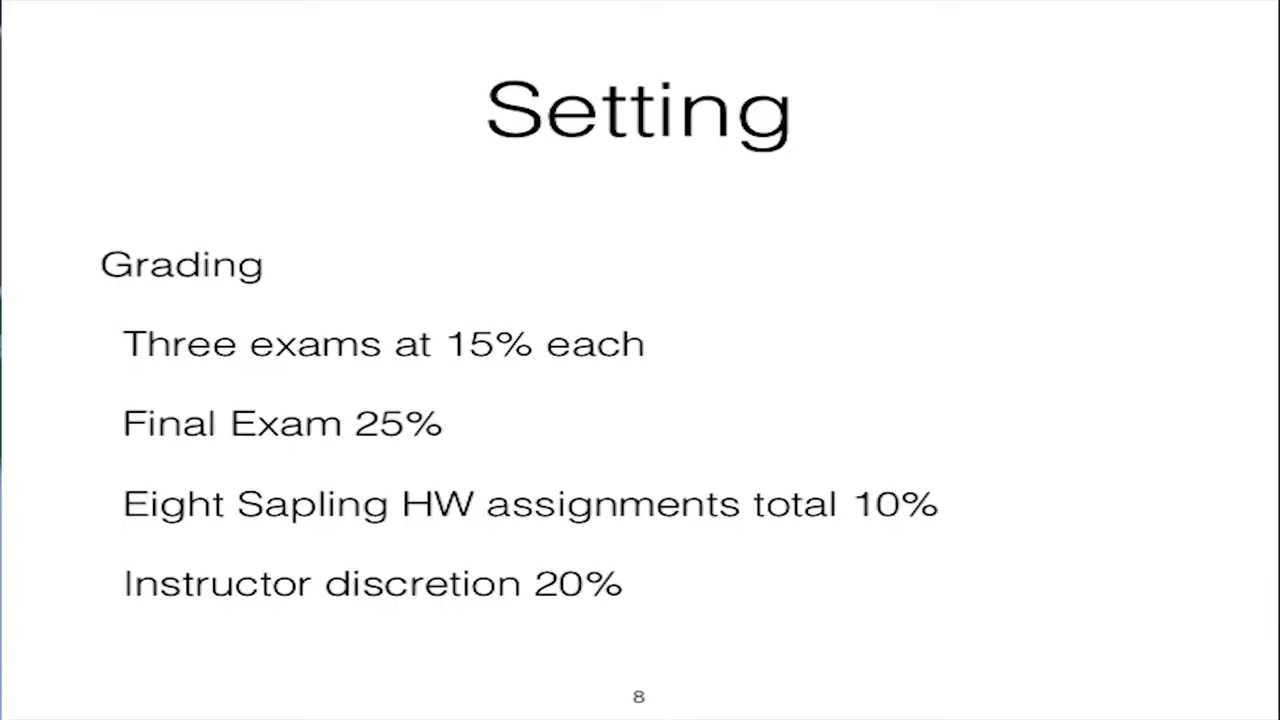 Setting
Grading
Three exams at 15% each
Final Exam 25%
Eight Sapling HW assignments total 10%
Instructor discretion 20%
8